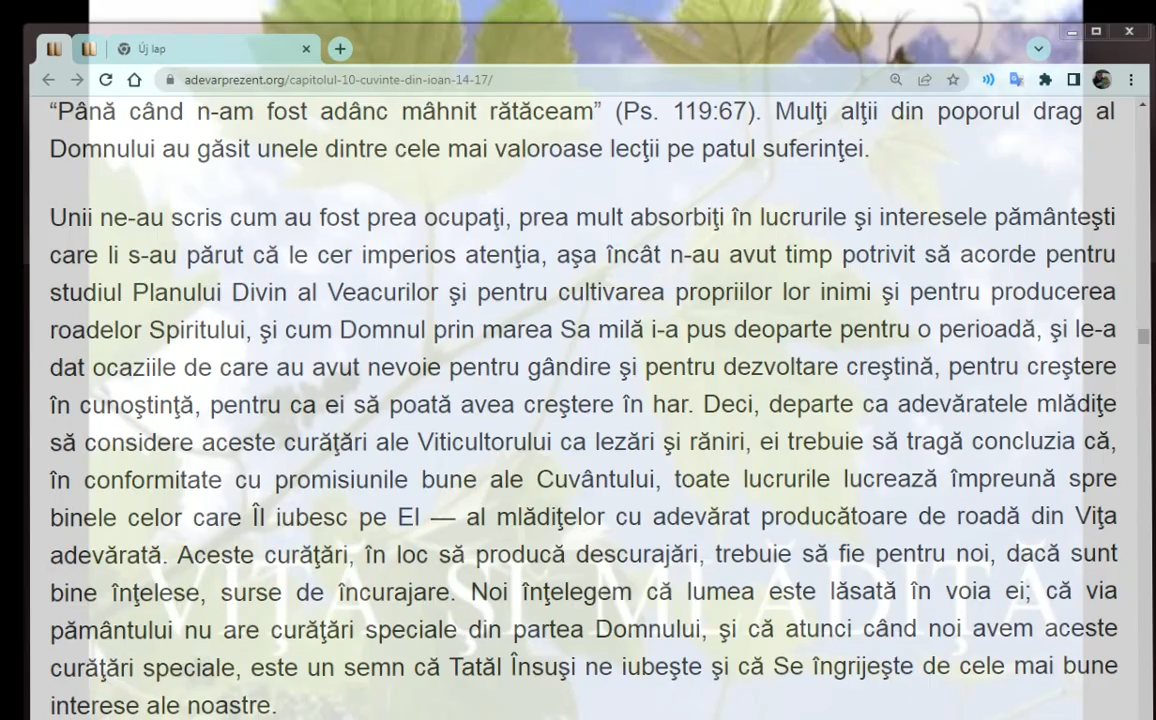 Új lap
adevarprezent.org/capitolul-10-cuvinte-din-ioan-14-17/
“Până când n-am fost adânc mâhnit rătăceam” (Ps. 119:67). Mulţi alţii din poporul drag al
Domnului au găsit unele dintre cele mai valoroase lecţii pe patul suferinţei.
Unii ne-au scris cum au fost prea ocupaţi, prea mult absorbiţi în lucrurile şi interesele pământeşti
care li s-au părut că le cer imperios atenţia, aşa încât n-au avut timp potrivit să acorde pentru
studiul Planului Divin al Veacurilor şi pentru cultivarea propriilor lor inimi şi pentru producerea
roadelor Spiritului, şi cum Domnul prin marea Sa milă i-a pus deoparte pentru o perioadă, şi le-a
dat ocaziile de care au avut nevoie pentru gândire şi pentru dezvoltare creştină, pentru creştere
în cunoştinţă, pentru ca ei să poată avea creştere în har. Deci, departe ca adevăratele mlădiţe
să considere aceste curăţări ale Viticultorului ca lezări şi răniri, ei trebuie să tragă concluzia că,
în conformitate cu promisiunile bune ale Cuvântului, toate lucrurile lucrează împreună spre
binele celor care Îl iubesc pe El — al mlădiţelor cu adevărat producătoare de roadă din Viţa
adevărată. Aceste curăţări, în loc să producă descurajări, trebuie să fie pentru noi, dacă sunt
bine înţelese, surse de încurajare. Noi înţelegem că lumea este lăsată în voia ei; că via
VIŢĂ ŞI MLĂDIŢĂ
pământului nu are curăţări speciale din partea Domnului, şi că atunci când noi avem aceste
curăţări speciale, este un semn că Tatăl Însuşi ne iubeşte şi că Se îngrijeşte de cele mai bune
interese ale noastre.